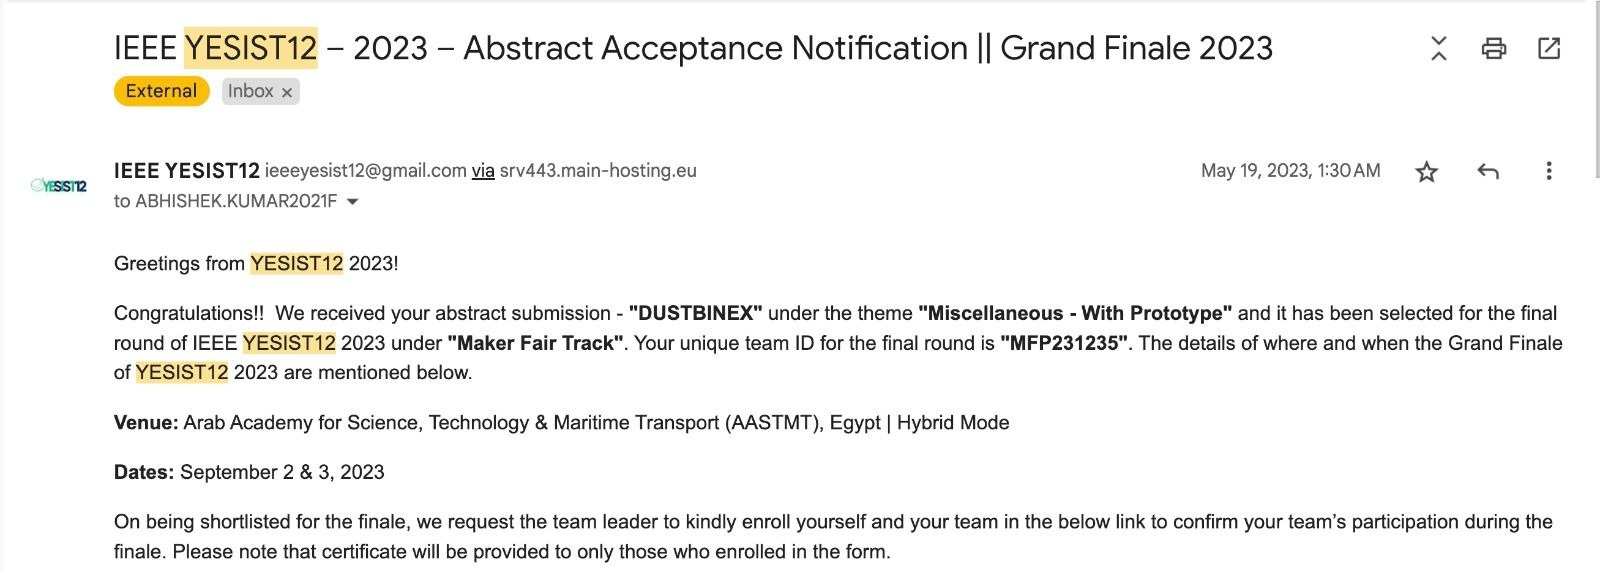 IEEE YESIST12 – 2023 – Abstract Acceptance Notification || Grand Finale 2023
External Inbox ×
YESIST12
IEEE YESIST12 ieeeyesist12@gmail.com via srv443.main-hosting.eu May 19, 2023, 1:30 AM
to ABHISHEK.KUMAR2021F
Greetings from YESIST12 2023!
Congratulations!!  We received your abstract submission - "DUSTBINEX" under the theme "Miscellaneous - With Prototype" and it has been selected for the final
round of IEEE YESIST12 2023 under "Maker Fair Track". Your unique team ID for the final round is "MFP231235". The details of where and when the Grand Finale
of YESIST12 2023 are mentioned below.
Venue: Arab Academy for Science, Technology & Maritime Transport (AASTMT), Egypt | Hybrid Mode
Dates: September 2 & 3, 2023
On being shortlisted for the finale, we request the team leader to kindly enroll yourself and your team in the below link to confirm your team’s participation during the
finale. Please note that certificate will be provided to only those who enrolled in the form.